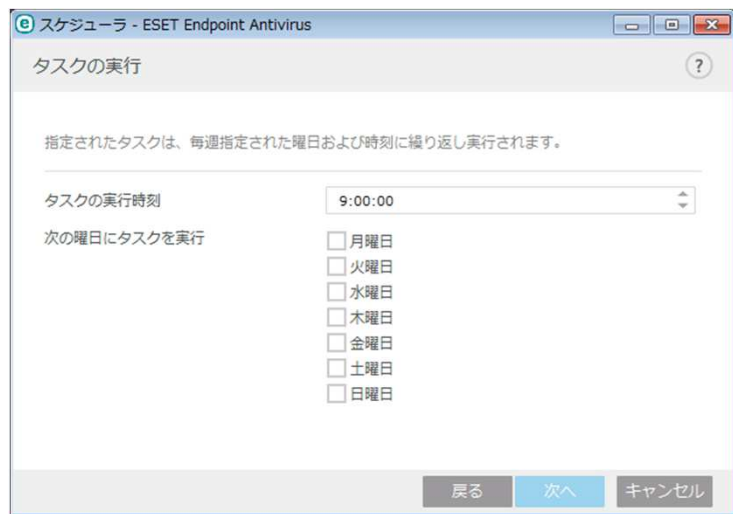 スケジューラ - ESET Endpoint Antivirus
タスクの実行
?
指定されたタスクは、毎週指定された曜日および時刻に繰り返し実行されます。
タスクの実行時刻 9:00:00
次の曜日にタスクを実行 月曜日
火曜日
水曜日
木曜日
金曜日
土曜日
日曜日
戻る 次へ キャンセル